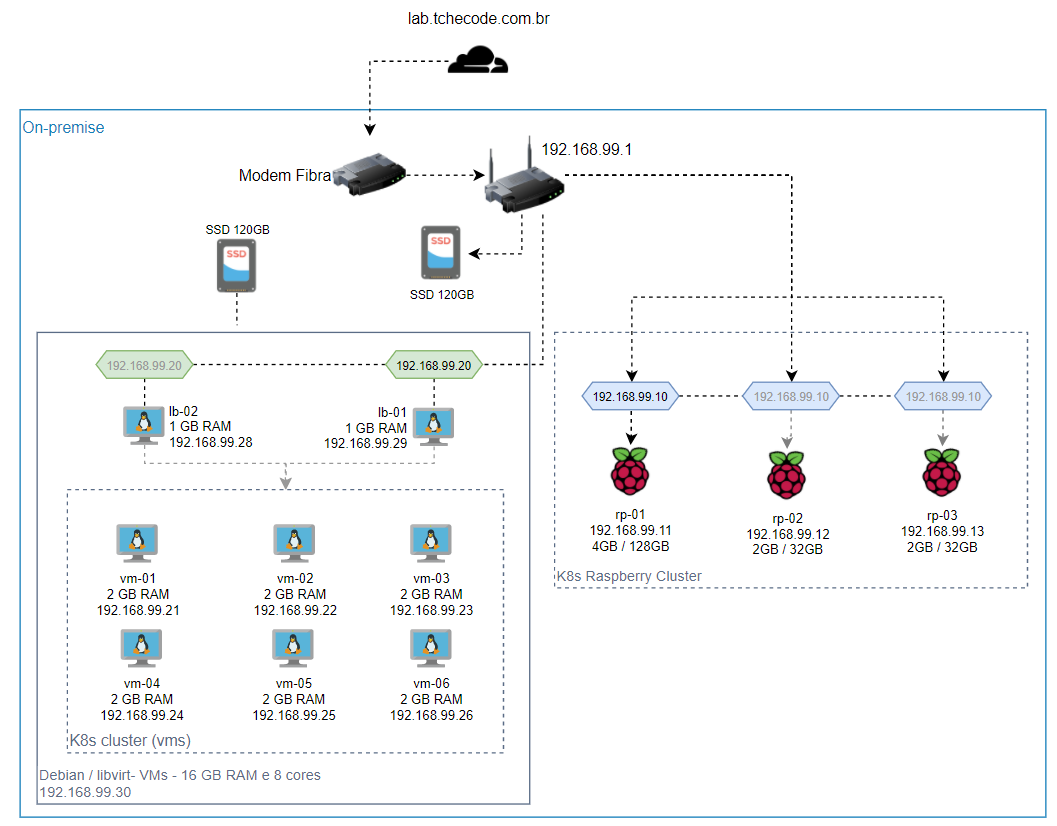 lab.tchecode.com.br
On-premise
192.168.99.1
Modem Fibra
SSD 120GB
SSD
SSD
SSD 120GB
192.168.99.20
192.168.99.20
lb-02
1 GB RAM
192.168.99.28
lb-01
1 GB RAM
192.168.99.29
vm-01
2 GB RAM
192.168.99.21
vm-02
2 GB RAM
192.168.99.22
vm-03
2 GB RAM
192.168.99.23
vm-04
2 GB RAM
192.168.99.24
vm-05
2 GB RAM
192.168.99.25
vm-06
2 GB RAM
192.168.99.26
K8s cluster (vms)
Debian / libvirt- VMs - 16 GB RAM e 8 cores
192.168.99.30
192.168.99.10
192.168.99.10
192.168.99.10
rp-01
192.168.99.11
4GB / 128GB
rp-02
192.168.99.12
2GB / 32GB
rp-03
192.168.99.13
2GB / 32GB
K8s Raspberry Cluster